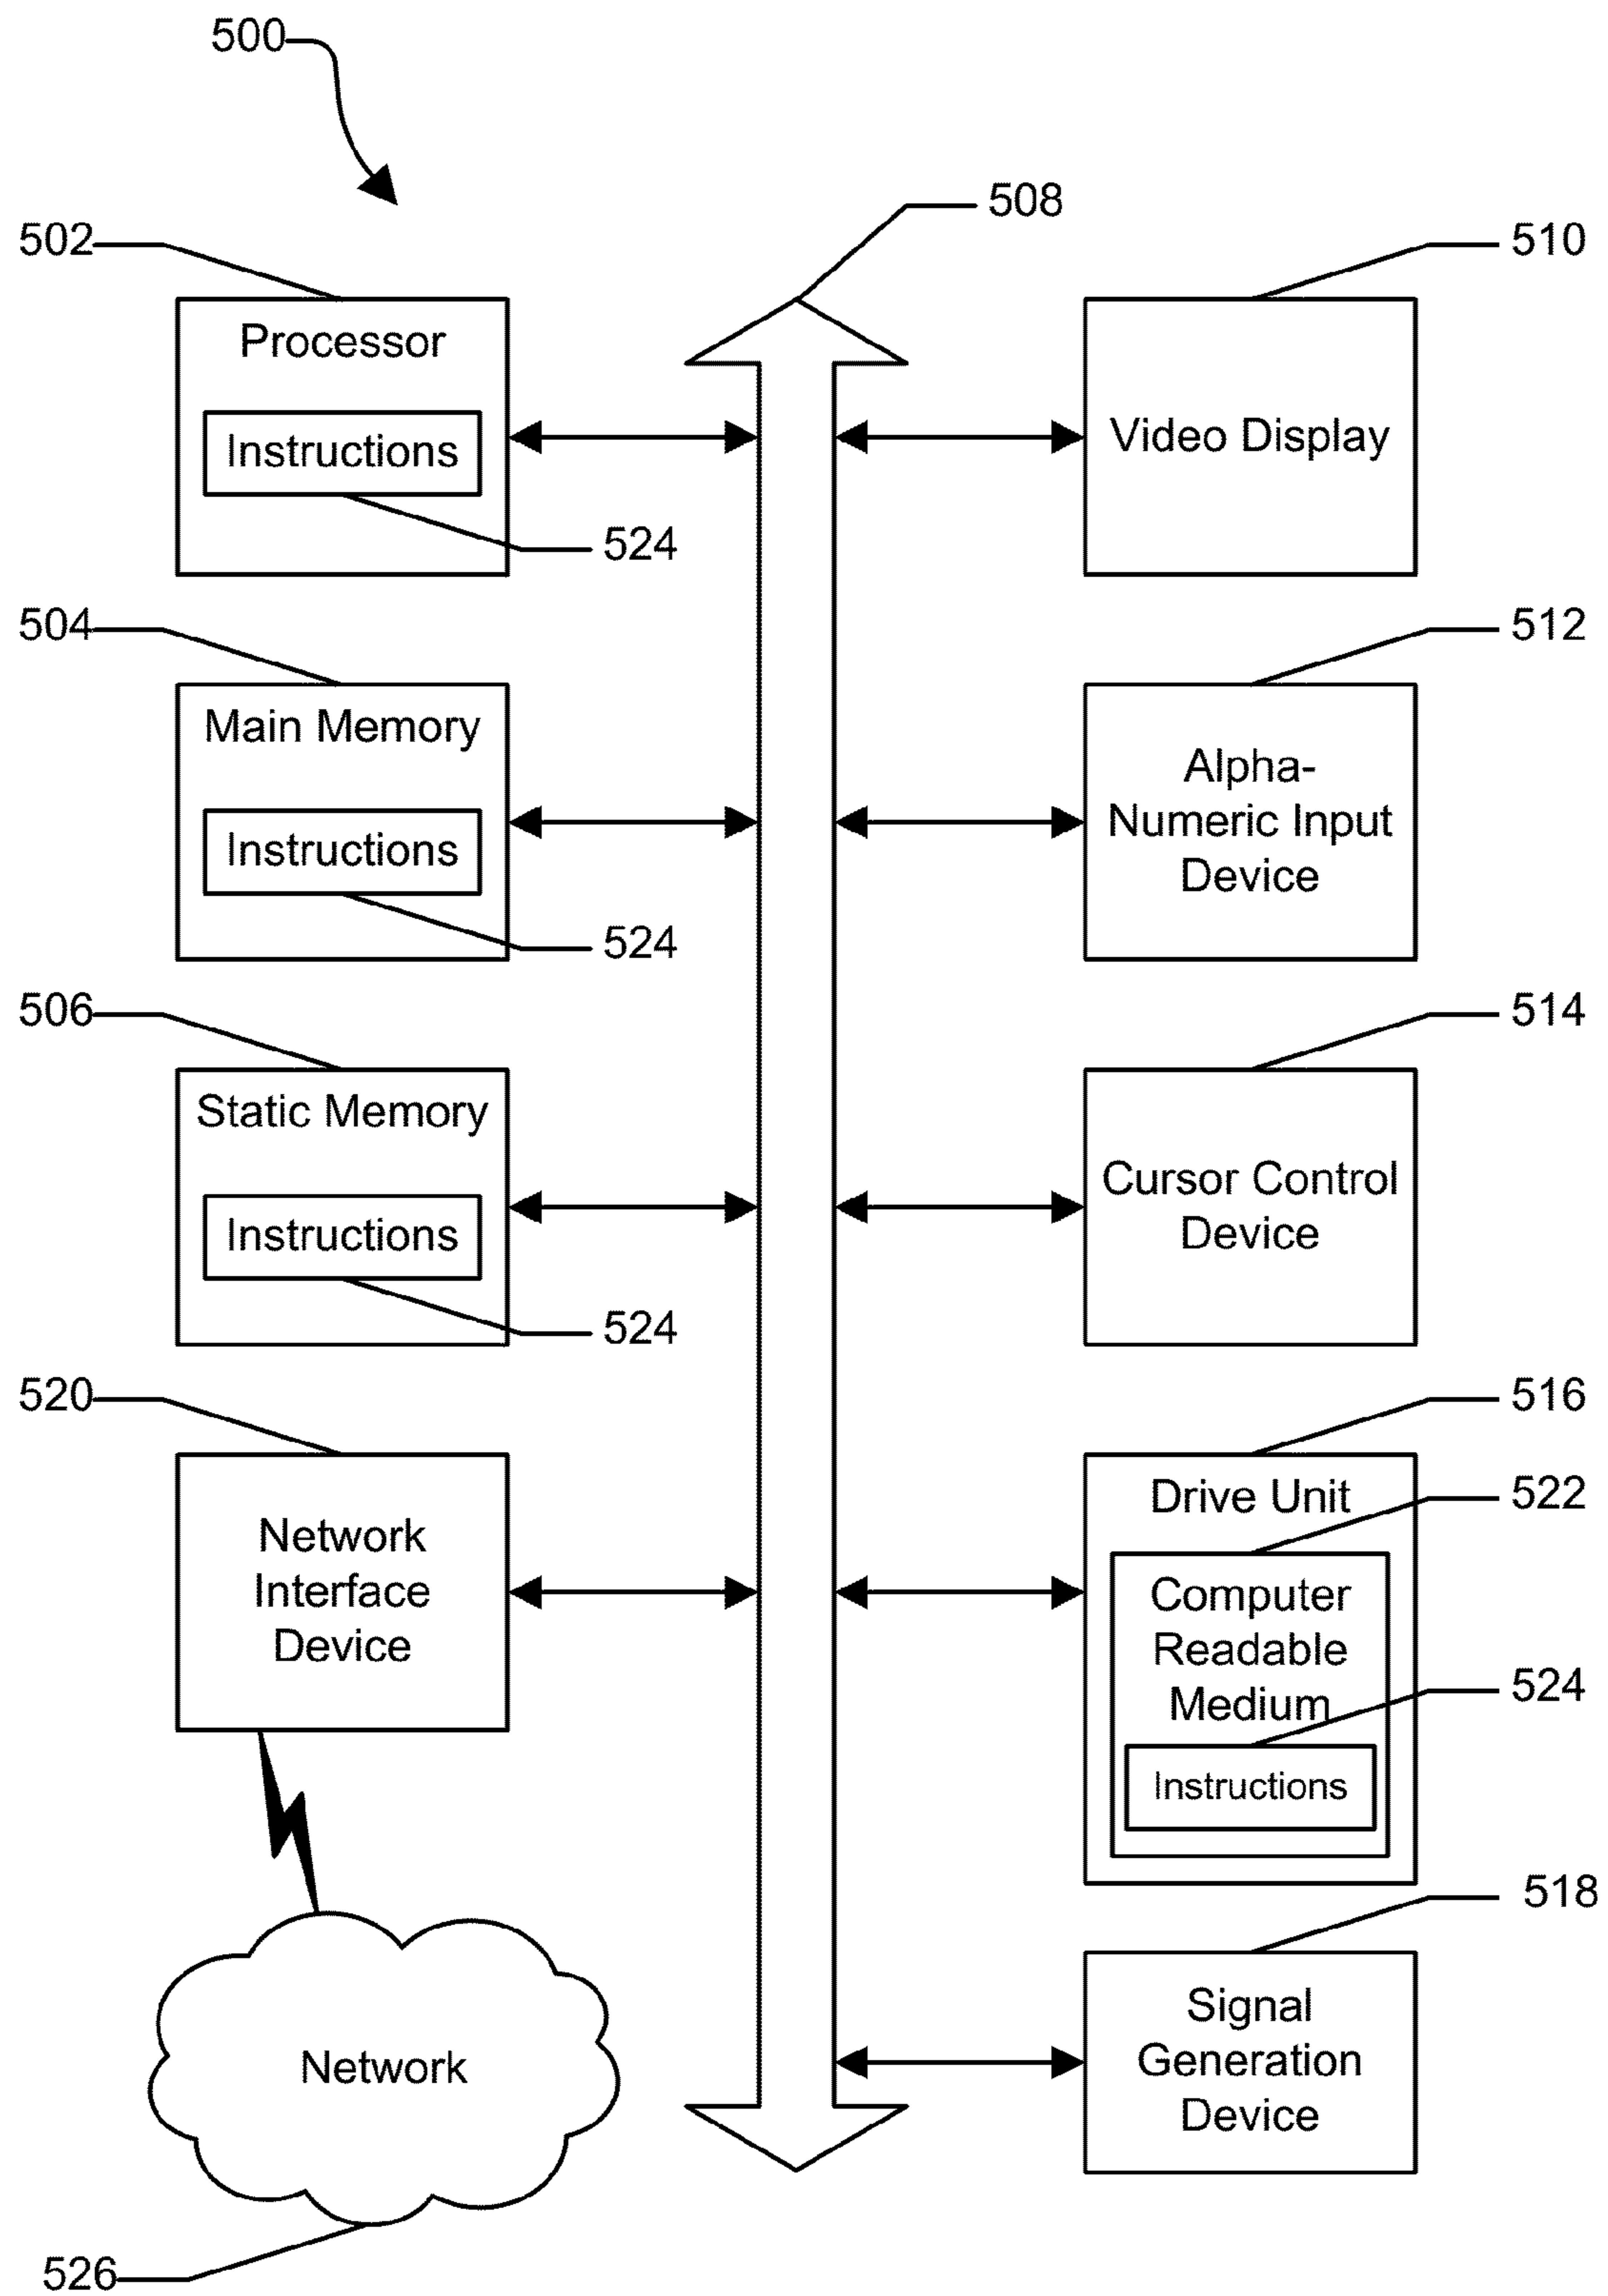 500
508
502
510
Processor
Instructions
Video Display
524
504
512
Main Memory
Alpha-
Numeric Input
Device
Instructions
524
506
514
Static Memory
Cursor Control
Device
Instructions
524
520
516
Network
Interface
Device
Drive Unit
522
Computer
Readable
Medium
524
Instructions
518
Signal
Generation
Device
Network
526